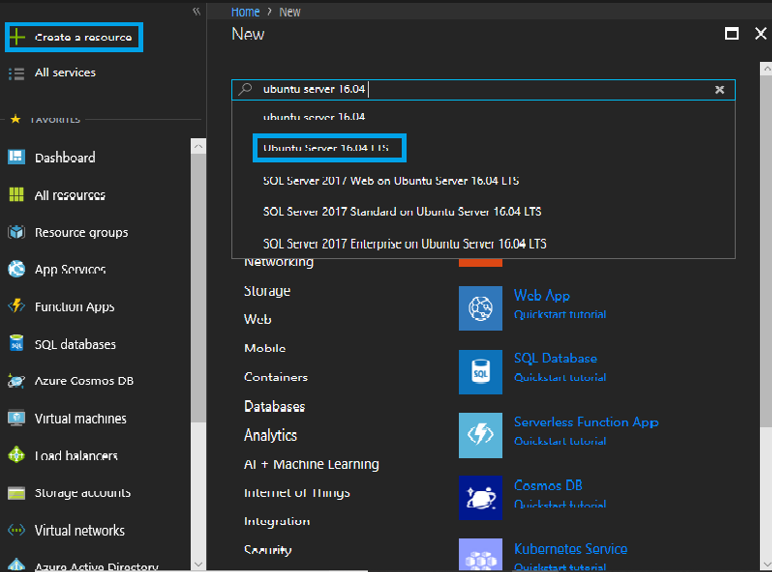 Home > New
New
Create a resource
All services
FAVORITES
Dashboard
All resources
Resource groups
App Services
Function Apps
SQL databases
Azure Cosmos DB
Virtual machines
Load balancers
Storage accounts
Virtual networks
Azure Active Directory
ubuntu server 16.04
ubuntu server 16.04
Ubuntu Server 16.04 LTS
SQL Server 2017 Web on Ubuntu Server 16.04 LTS
SQL Server 2017 Standard on Ubuntu Server 16.04 LTS
SQL Server 2017 Enterprise on Ubuntu Server 16.04 LTS
Networking
Storage
Web
Mobile
Containers
Databases
Analytics
AI + Machine Learning
Internet of Things
Integration
Security
Web App
Quickstart tutorial
SQL
SQL Database
Quickstart tutorial
Serverless Function App
Quickstart tutorial
Cosmos DB
Quickstart tutorial
Kubernetes Service
Quickstart tutorial